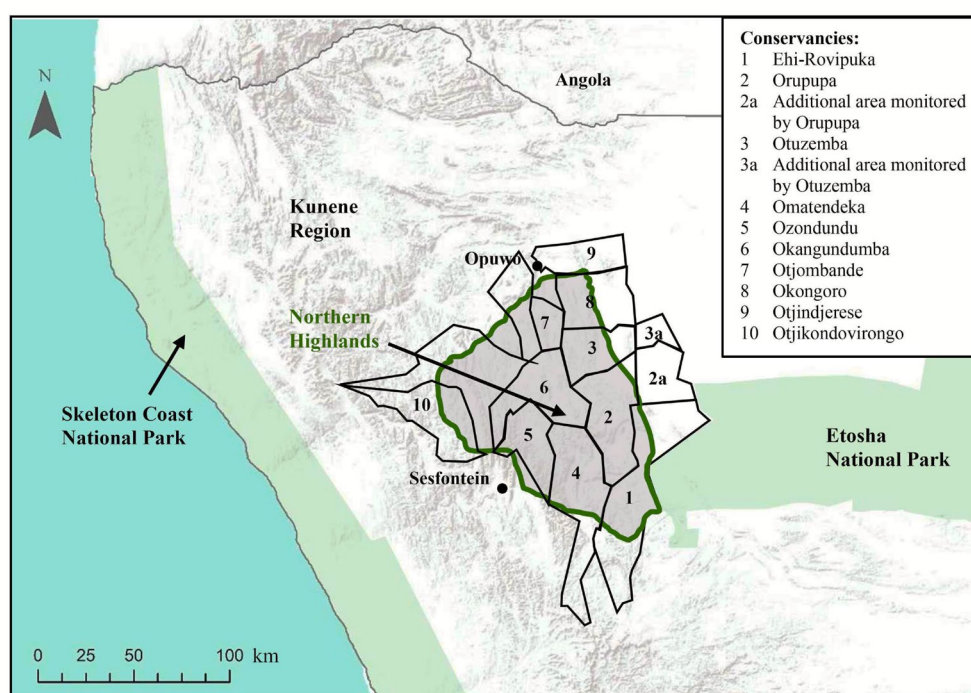 N
Angola
Conservancies:
1 Ehi-Rovipuka
2 Orupupa
2a Additional area monitored
by Orupupa
3 Otuzemba
3a Additional area monitored
by Otuzemba
4 Omatendeka
5 Ozondundu
6 Okangundumba
7 Otjombande
8 Okongoro
9 Otjindjerese
10 Otjikondovirongo
Kunene
Region
Opuwo
9
8
Northern
Highlands
7
3
3a
2a
6
10
2
5
4
1
Skeleton Coast
National Park
Sesfontein
Etosha
National Park
0 25 50 100 km